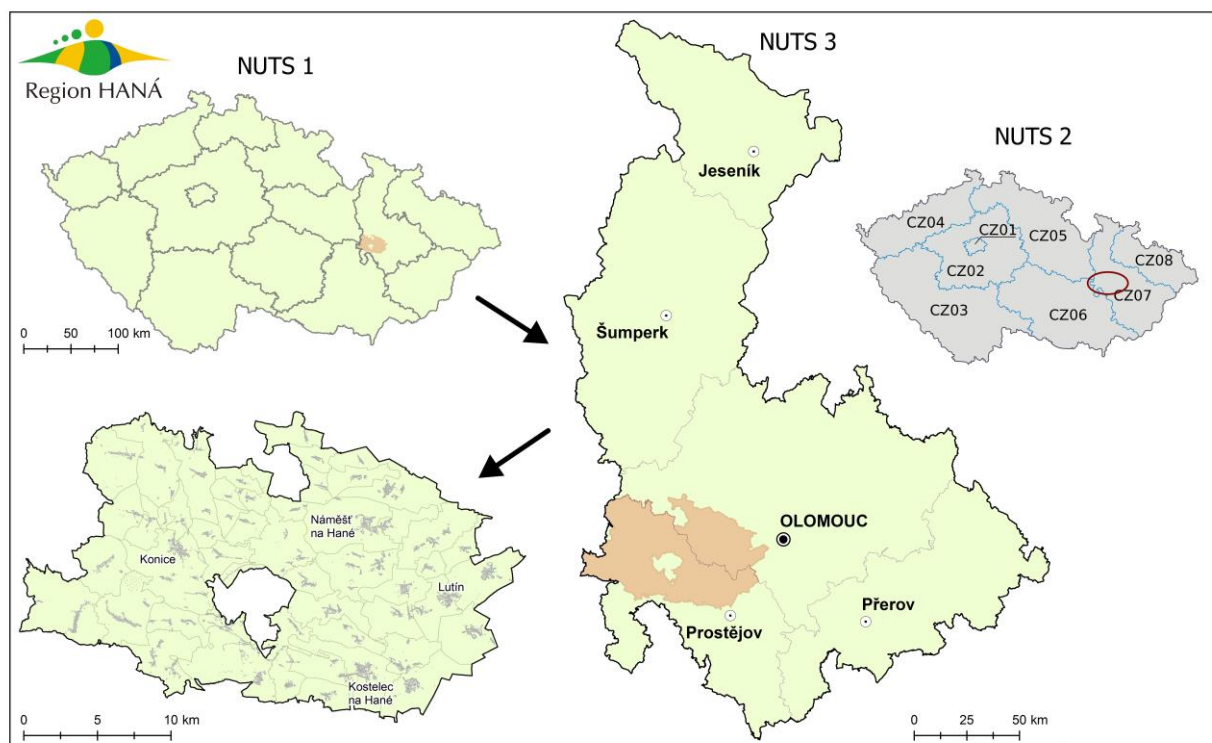 Region HANÁ
NUTS 1
0 50 100 km
NUTS 3
Jeseník
Šumperk
OLOMOUC
Prostějov
Přerov
0 25 50 km
NUTS 2
CZ04
CZ01
CZ05
CZ08
CZ02
CZ07
CZ03
CZ06
Náměšť
na Hané
Konice
Lutín
Kostelec
na Hané
0 5 10 km